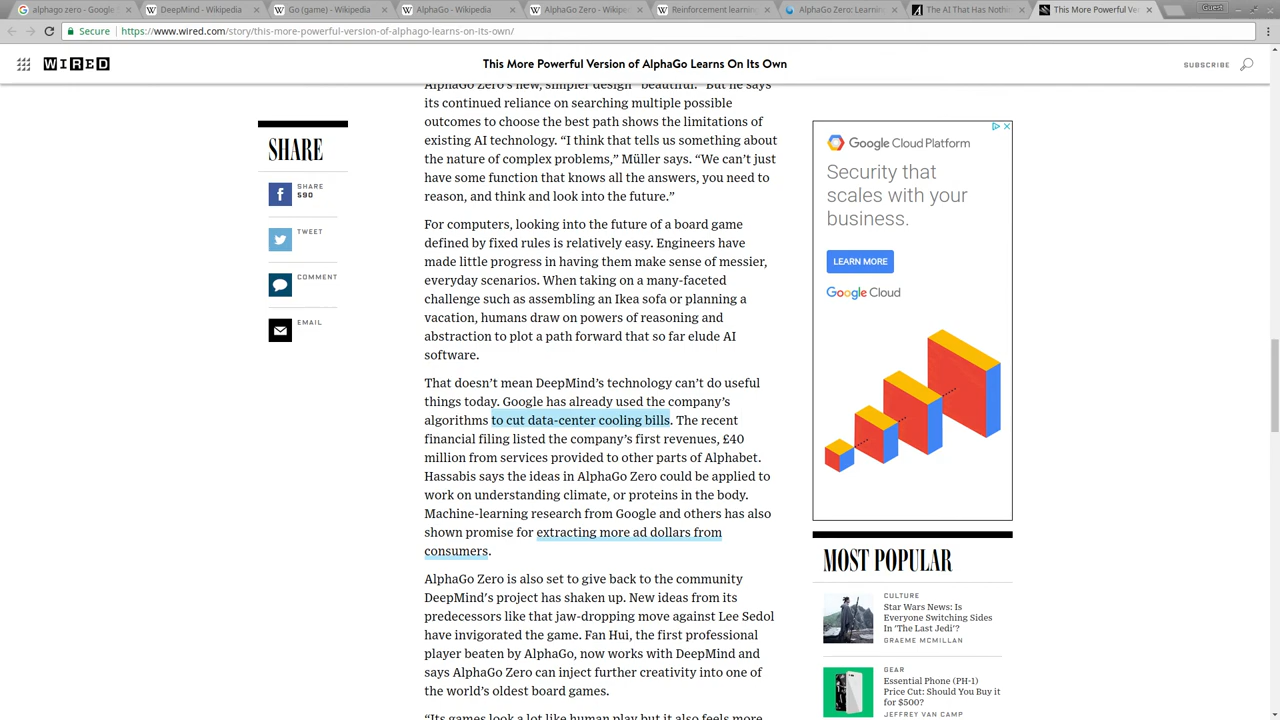 alphago zero - Google
DeepMind - Wikipedia
Go (game) - Wikipedia
AlphaGo - Wikipedia
AlphaGo Zero - Wikipe
Reinforcement learning
AlphaGo Zero: Learnin
The AI That Has Nothi
This More Powerful Ve
Guest
Secure
https://www.wired.com/story/this-more-powerful-version-of-alphago-learns-on-its-own/
WIRED
This More Powerful Version of AlphaGo Learns On Its Own
SUBSCRIBE
SHARE
SHARE
590
TWEET
COMMENT
EMAIL
AlphaGo Zero's new, simpler design “beautiful.” But he says
its continued reliance on searching multiple possible
outcomes to choose the best path shows the limitations of
existing AI technology. “I think that tells us something about
the nature of complex problems,” Müller says. “We can’t just
have some function that knows all the answers, you need to
reason, and think and look into the future.”
For computers, looking into the future of a board game
defined by fixed rules is relatively easy. Engineers have
made little progress in having them make sense of messier,
everyday scenarios. When taking on a many-faceted
challenge such as assembling an Ikea sofa or planning a
vacation, humans draw on powers of reasoning and
abstraction to plot a path forward that so far elude AI
software.
That doesn’t mean DeepMind’s technology can’t do useful
things today. Google has already used the company’s
algorithms to cut data-center cooling bills. The recent
financial filing listed the company’s first revenues, £40
million from services provided to other parts of Alphabet.
Hassabis says the ideas in AlphaGo Zero could be applied to
work on understanding climate, or proteins in the body.
Machine-learning research from Google and others has also
shown promise for extracting more ad dollars from
consumers.
AlphaGo Zero is also set to give back to the community
DeepMind's project has shaken up. New ideas from its
predecessors like that jaw-dropping move against Lee Sedol
have invigorated the game. Fan Hui, the first professional
player beaten by AlphaGo, now works with DeepMind and
says AlphaGo Zero can inject further creativity into one of
the world’s oldest board games.
“Its games look a lot like human play but it also feels more
Google Cloud Platform
Security that
scales with your
business.
LEARN MORE
Google Cloud
MOST POPULAR
CULTURE
Star Wars News: Is
Everyone Switching Sides
In 'The Last Jedi'?
GRAEME MCMILLAN
GEAR
Essential Phone (PH-1)
Price Cut: Should You Buy it
for $500?
JEFFREY VAN CAMP